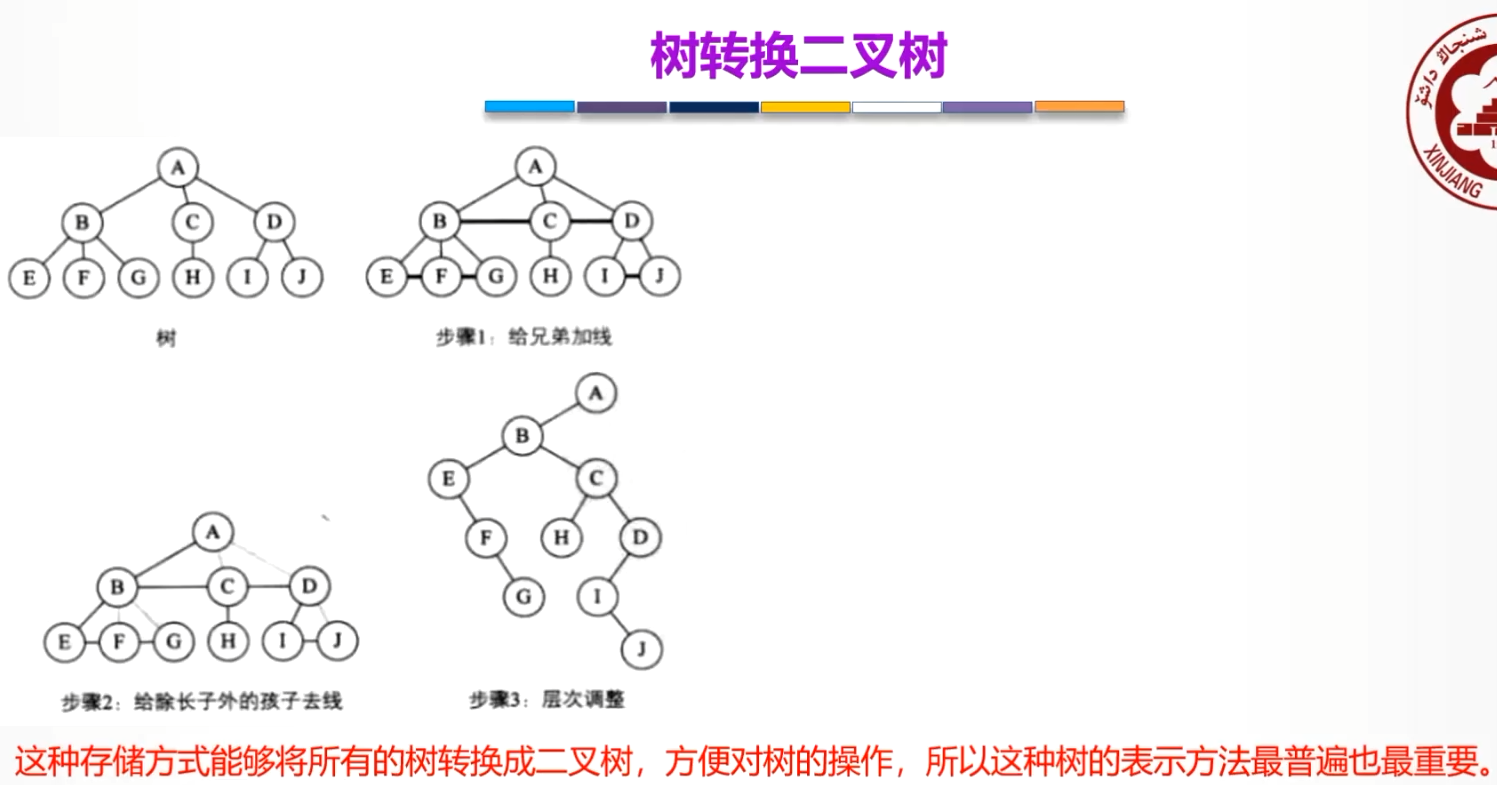 树转换二叉树
شىنجاڭ داشۆ
XINJIANG
A
B C D
E F G H I J
树
A
B C D
E F G H I J
步骤1：给兄弟加线
A
B C D
E F G H I J
步骤2：给除长子外的孩子去线
A
B
E C
F H D
G I
J
步骤3：层次调整
这种存储方式能够将所有的树转换成二叉树，方便对树的操作，所以这种树的表示方法最普遍也最重要。